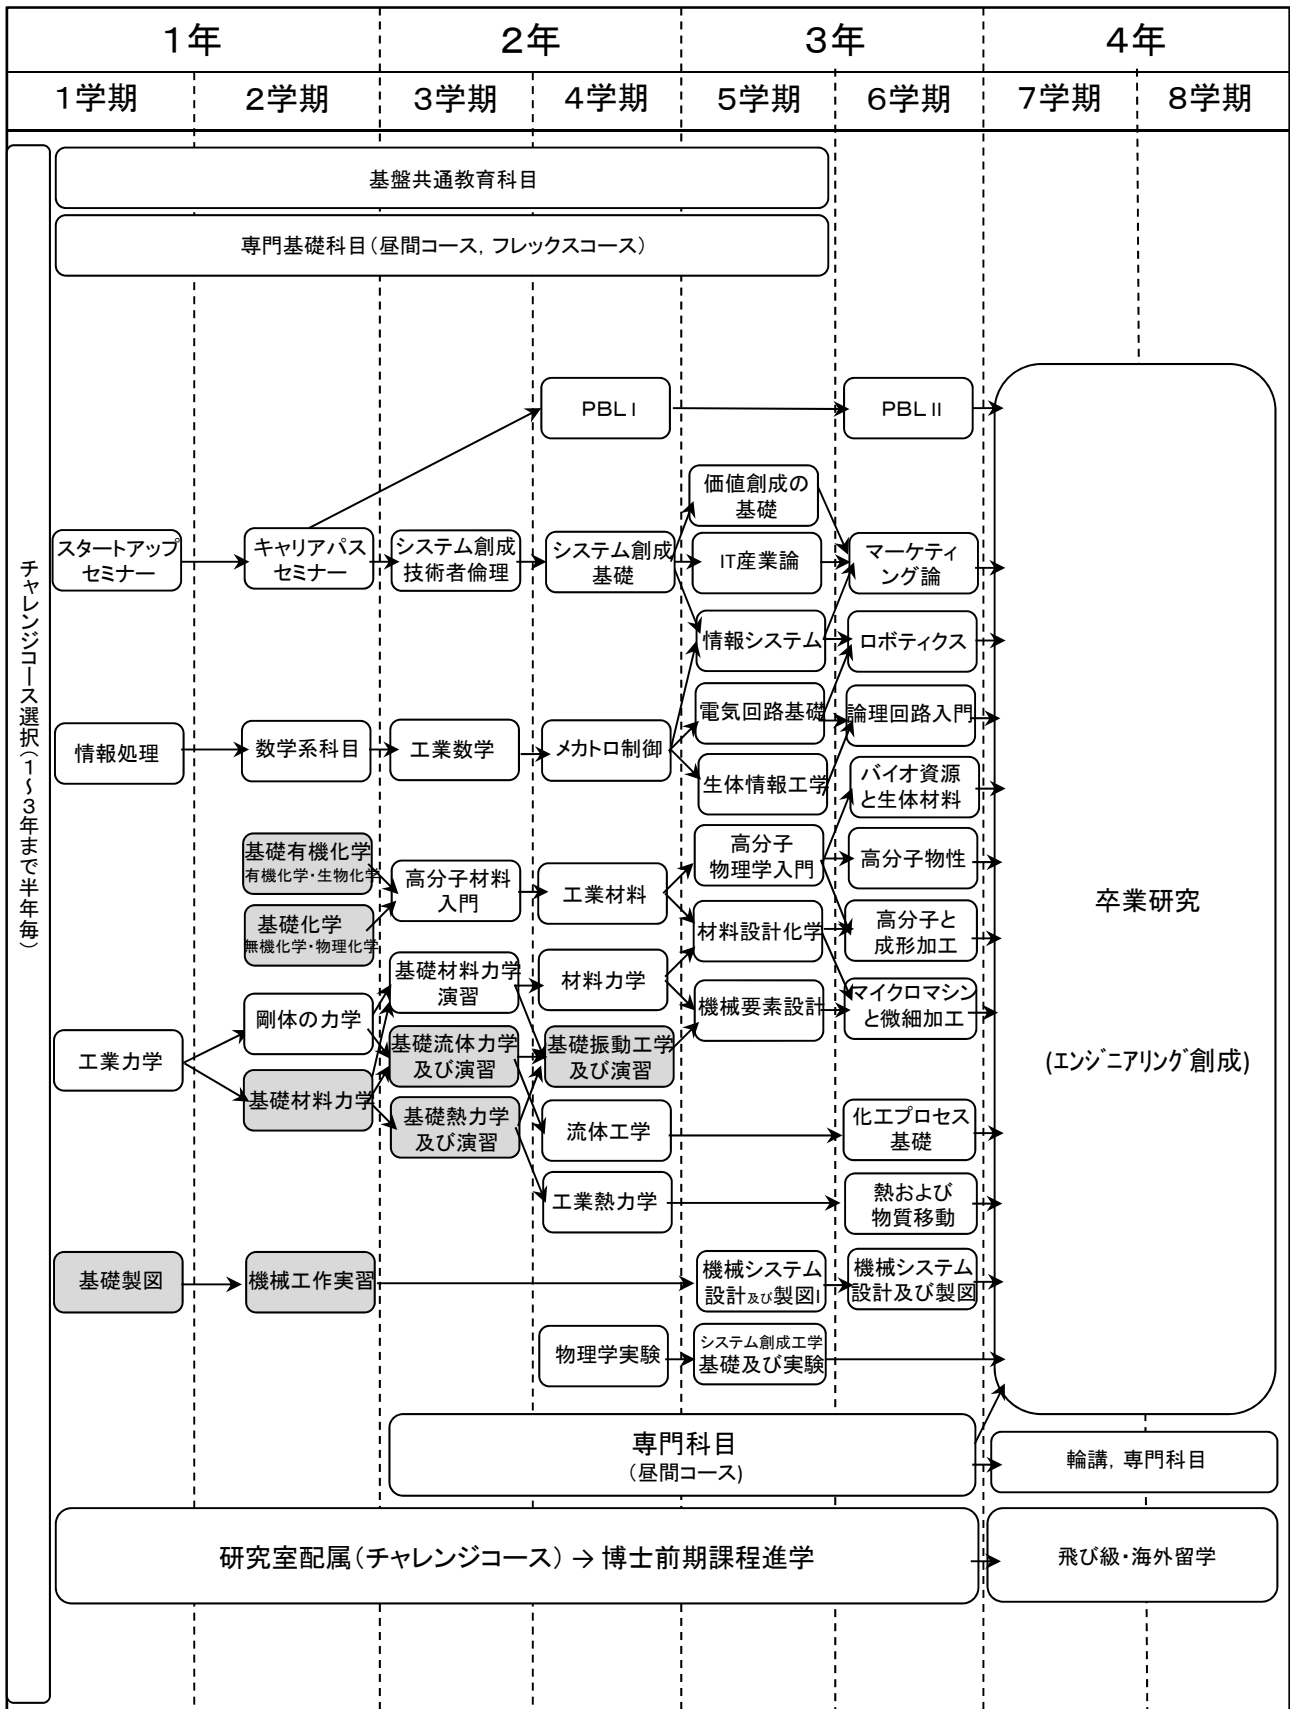 1年
2年
3年
4年
1学期
2学期
3学期
4学期
5学期
6学期
7学期
8学期
チャレンジコース選択(1~3年まで半年毎)
基盤共通教育科目
専門基礎科目(昼間コース, フレックスコース)
PBL I
PBL II
価値創成の
基礎
スタートアップ
セミナー
キャリアパス
セミナー
システム創成
技術者倫理
システム創成
基礎
IT産業論
マーケティ
ング論
情報システム
ロボティクス
電気回路基礎
論理回路入門
情報処理
数学系科目
工業数学
メカトロ制御
生体情報工学
バイオ資源
と生体材料
基礎有機化学
有機化学・生物化学
高分子材料
入門
工業材料
高分子
物理学入門
高分子物性
基礎化学
無機化学・物理化学
材料設計化学
高分子と
成形加工
卒業研究
(エンジニアリング創成)
基礎材料力学
演習
材料力学
機械要素設計
マイクロマシン
と微細加工
剛体の力学
工業力学
基礎流体力学
及び演習
基礎振動工学
及び演習
基礎材料力学
基礎熱力学
及び演習
流体工学
化工プロセス
基礎
工業熱力学
熱および
物質移動
基礎製図
機械工作実習
機械システム
設計及び製図I
機械システム
設計及び製図
物理学実験
システム創成工学
基礎及び実験
専門科目
(昼間コース)
輪講, 専門科目
研究室配属(チャレンジコース)→博士前期課程進学
飛び級・海外留学